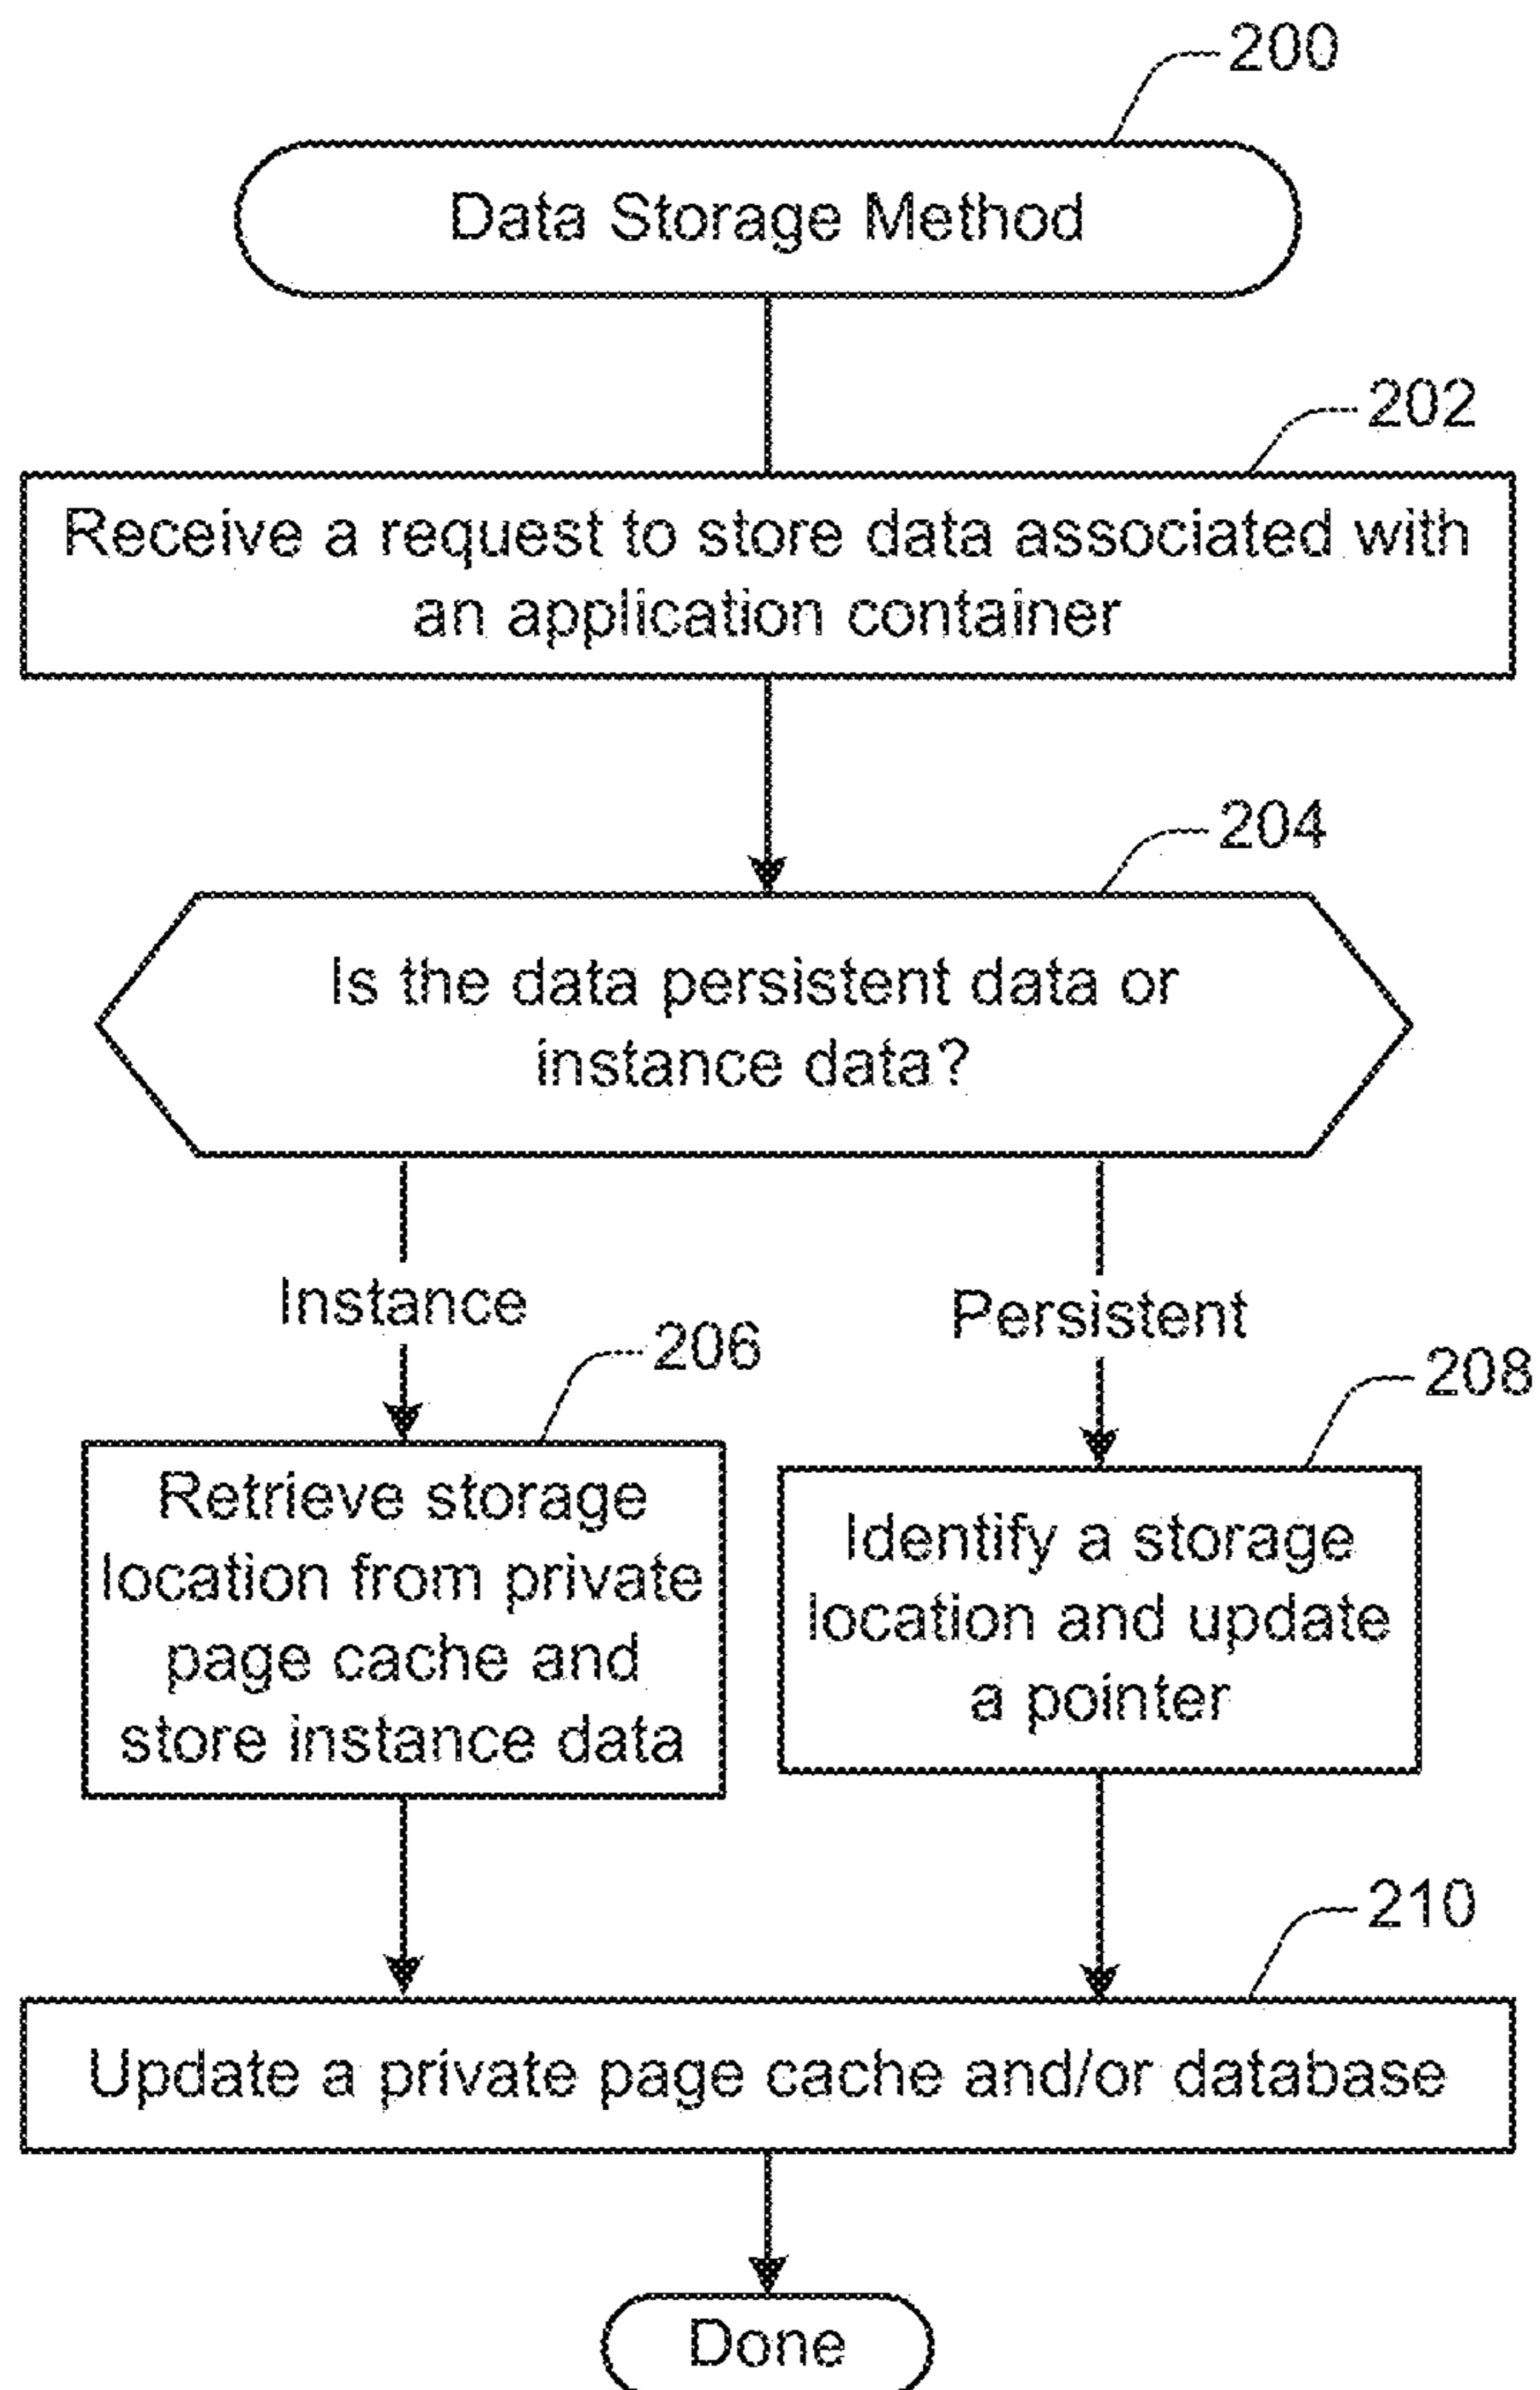 200
Data Storage Method
202
Receive a request to store data associated with
an application container
204
Is the data persistent data or
instance data?
Instance
Persistent
206
208
Retrieve storage
location from private
page cache and
store instance data
Identify a storage
location and update
a pointer
210
Update a private page cache and/or database
Done